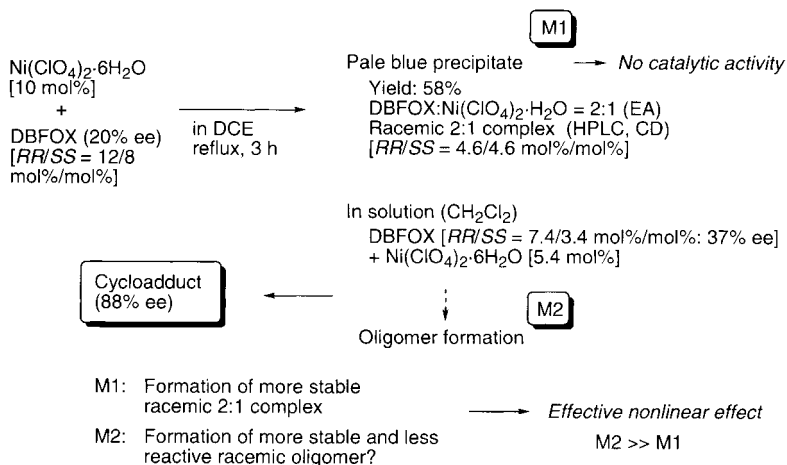 M1
Ni(ClO4)2·6H2O
[10 mol%]
+
DBFOX (20% ee)
[RR/SS = 12/8
mol%/mol%]
in DCE
reflux, 3 h
Pale blue precipitate
No catalytic activity
Yield: 58%
DBFOX:Ni(ClO4)2·H2O = 2:1 (EA)
Racemic 2:1 complex (HPLC, CD)
[RR/SS = 4.6/4.6 mol%/mol%]
In solution (CH2Cl2)
DBFOX [RR/SS = 7.4/3.4 mol%/mol%: 37% ee]
+ Ni(ClO4)2·6H2O [5.4 mol%]
Cycloadduct
(88% ee)
M2
Oligomer formation
M1: Formation of more stable
racemic 2:1 complex
Effective nonlinear effect
M2: Formation of more stable and less
reactive racemic oligomer?
M2 >> M1